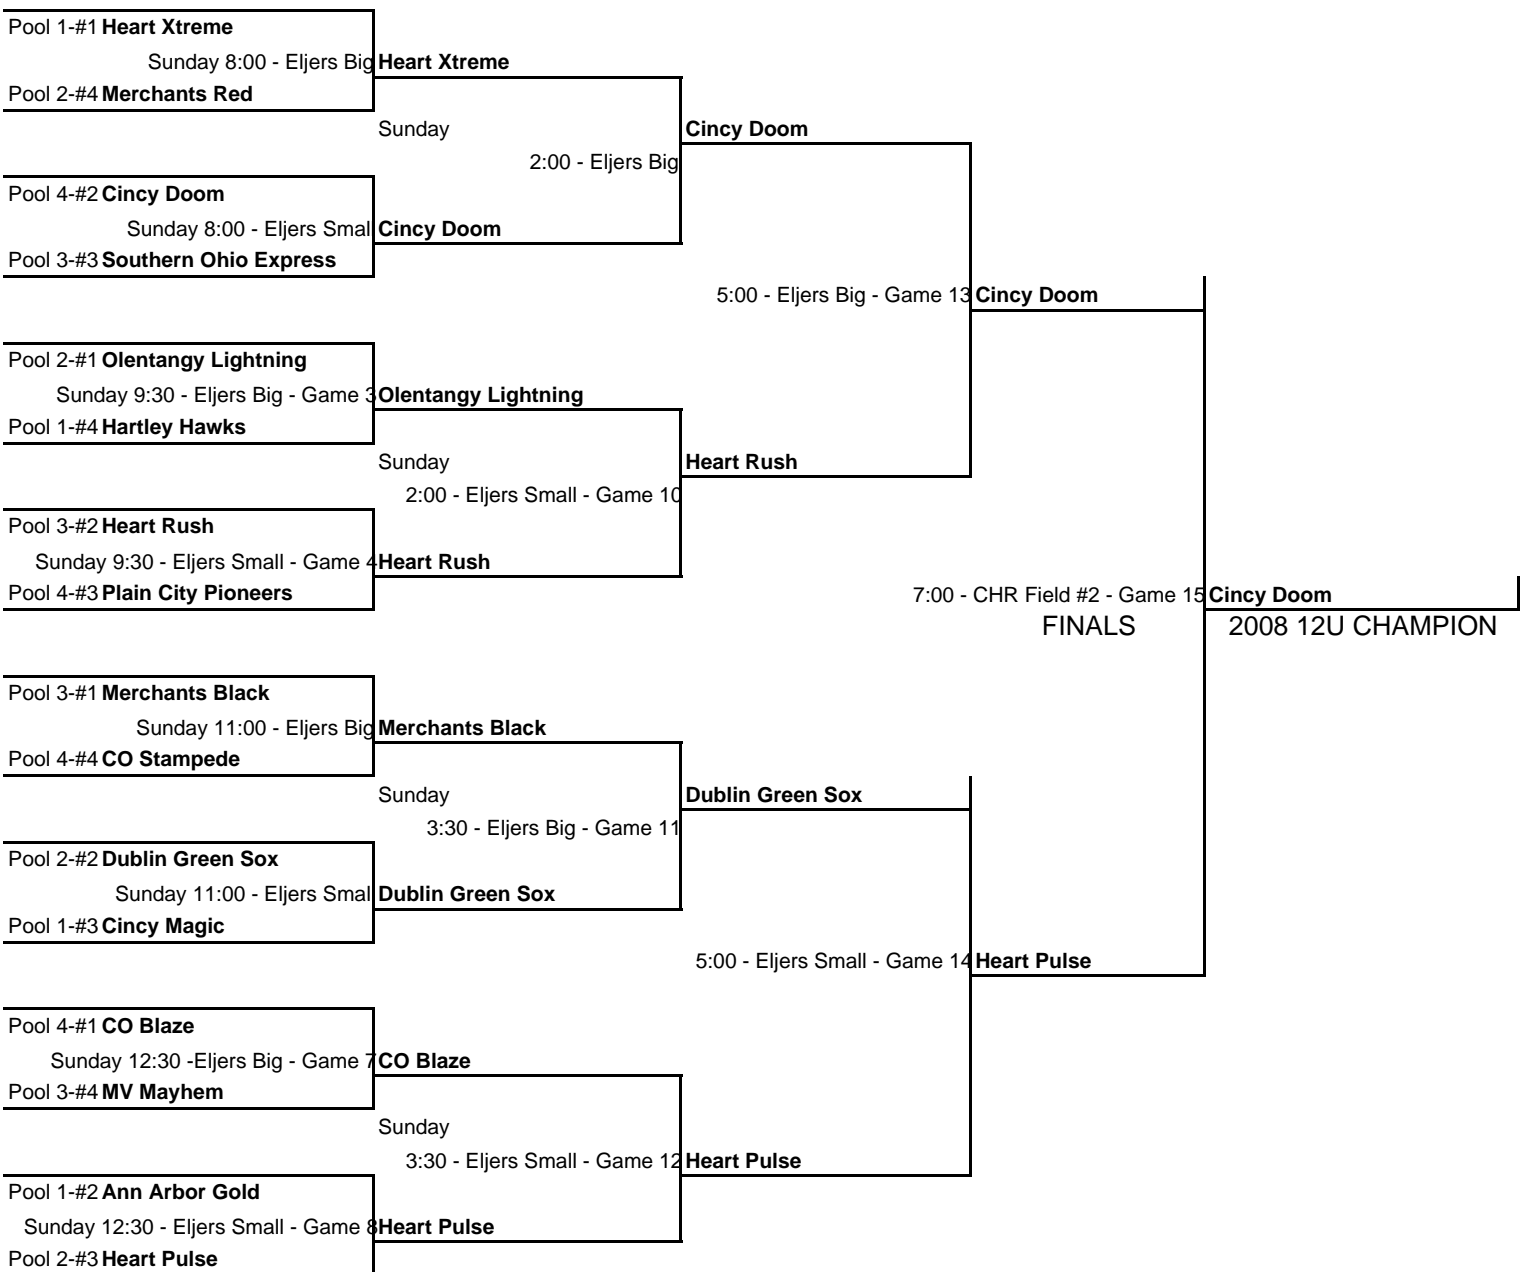 Pool 1-#1 Heart Xtreme
Sunday 8:00 - Eljers Big Heart Xtreme
Pool 2-#4 Merchants Red
Sunday Cincy Doom
2:00 - Eljers Big
Pool 4-#2 Cincy Doom
Sunday 8:00 - Eljers Smal Cincy Doom
Pool 3-#3 Southern Ohio Express
5:00 - Eljers Big - Game 13 Cincy Doom
Pool 2-#1 Olentangy Lightning
Sunday 9:30 - Eljers Big - Game 3 Olentangy Lightning
Pool 1-#4 Hartley Hawks
Sunday Heart Rush
2:00 - Eljers Small - Game 10
Pool 3-#2 Heart Rush
Sunday 9:30 - Eljers Small - Game 4 Heart Rush
Pool 4-#3 Plain City Pioneers 7:00 - CHR Field #2 - Game 15 Cincy Doom
FINALS 2008 12U CHAMPION
Pool 3-#1 Merchants Black
Sunday 11:00 - Eljers Big Merchants Black
Pool 4-#4 CO Stampede
Sunday Dublin Green Sox
3:30 - Eljers Big - Game 11
Pool 2-#2 Dublin Green Sox
Sunday 11:00 - Eljers Smal Dublin Green Sox
Pool 1-#3 Cincy Magic
5:00 - Eljers Small - Game 14 Heart Pulse
Pool 4-#1 CO Blaze
Sunday 12:30 -Eljers Big - Game 7 CO Blaze
Pool 3-#4 MV Mayhem
Sunday
3:30 - Eljers Small - Game 12 Heart Pulse
Pool 1-#2 Ann Arbor Gold
Sunday 12:30 - Eljers Small - Game 8 Heart Pulse
Pool 2-#3 Heart Pulse